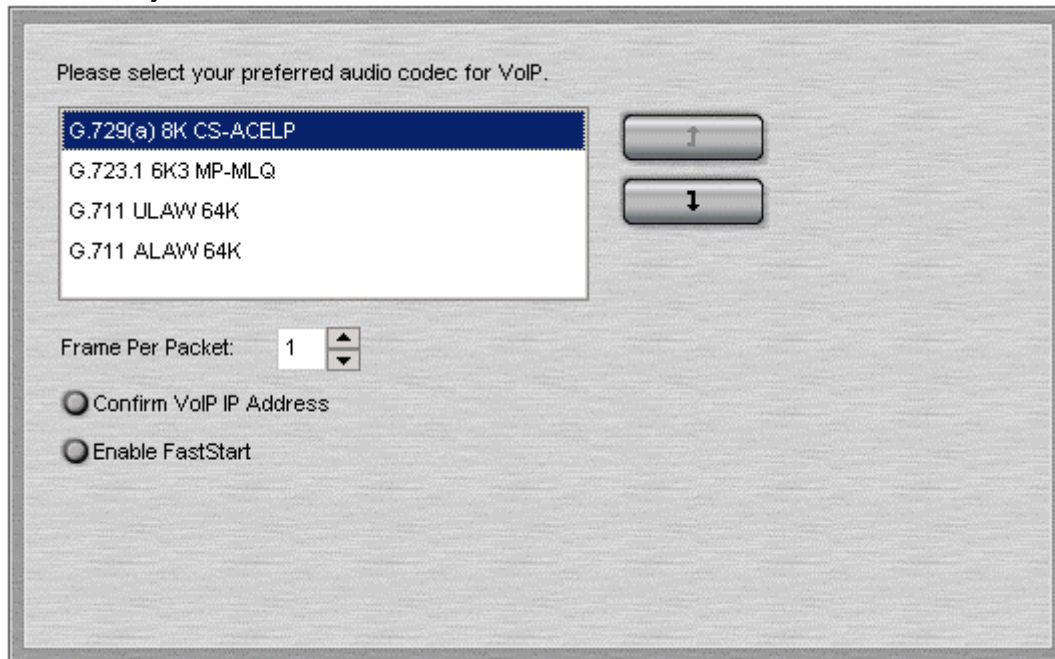 Please select your preferred audio codec for VoIP.
G.729(a) 8K CS-ACELP
G.723.1 6K3 MP-MLQ
G.711 ULAW 64K
G.711 ALAW 64K
Frame Per Packet: 1
Confirm VoIP IP Address
Enable FastStart